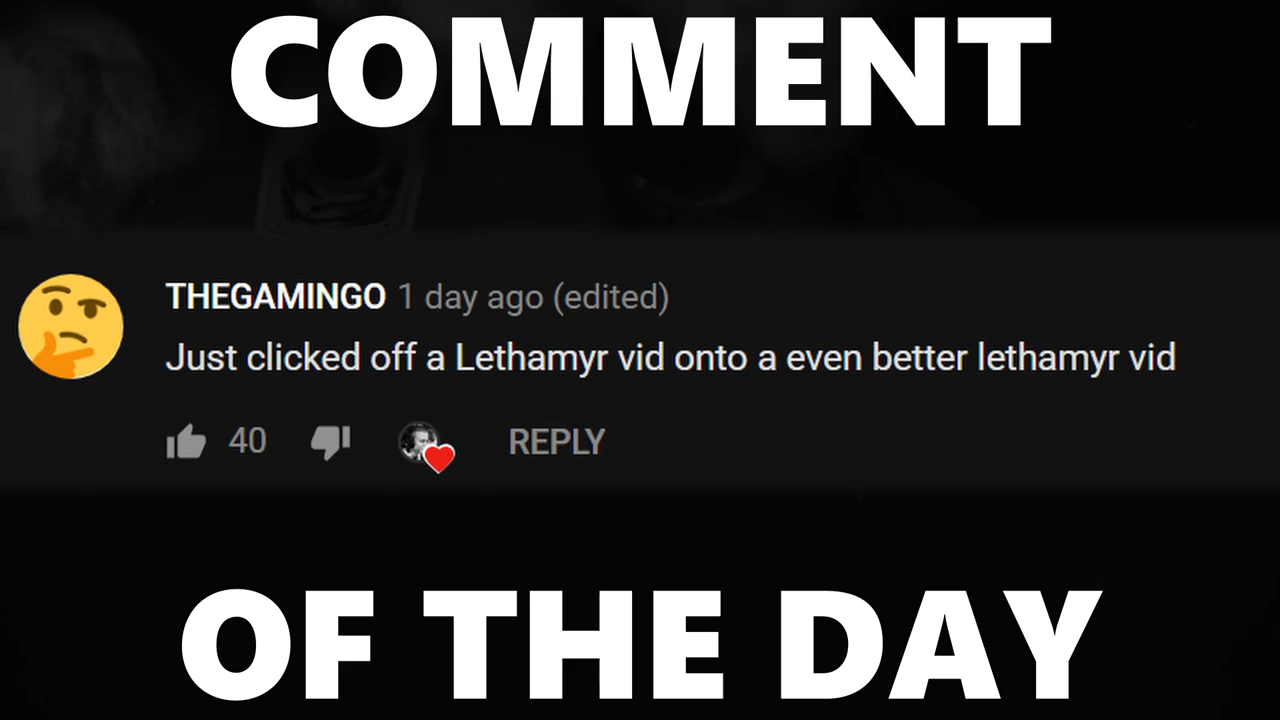 COMMENT
THEGAMINGO 1 day ago (edited)
Just clicked off a Lethamyr vid onto a even better lethamyr vid
40 REPLY
OF THE DAY